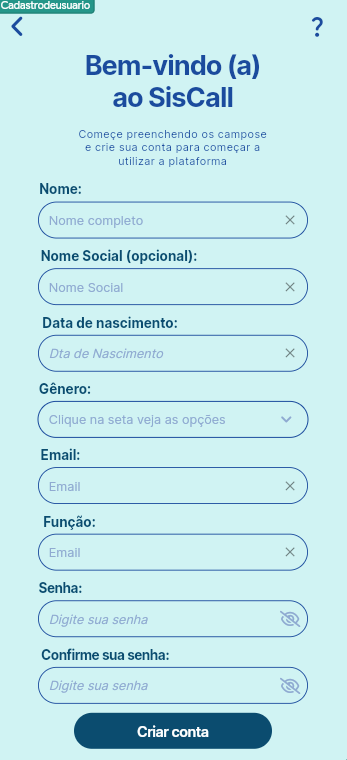 Cadastrodeusuario
?
Bem-vindo (a)
ao SisCall
Começe preenchendo os campose
e crie sua conta para começar a
utilizar a plataforma
Nome:
Nome completo
Nome Social (opcional):
Nome Social
Data de nascimento:
Dta de Nascimento
Gênero:
Clique na seta veja as opções
Email:
Email
Função:
Email
Senha:
Digite sua senha
Confirme sua senha:
Digite sua senha
Criar conta